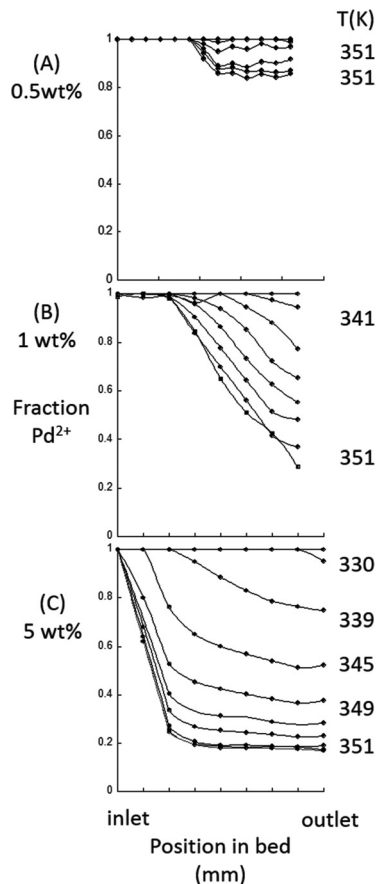 T(K)
1
351
(A)
0.8
351
0.5wt%
0.6
0.4
0.2
0
1
341
(B)
0.8
1 wt%
0.6
Fraction
Pd2+
0.4
351
0.2
0
1
330
0.8
(C)
339
5 wt%
0.6
345
0.4
349
0.2
351
0
inlet
outlet
Position in bed
(mm)